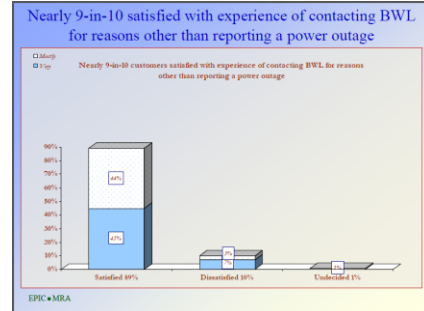 Nearly 9-in-10 satisfied with experience of contacting BWL
for reasons other than reporting a power outage
Mostly
Very
Nearly 9-in-10 customers satisfied with experience of contacting BWL for reasons
other than reporting a power outage
90%
80%
70%
60%
50%
40%
30%
20%
10%
0%
44%
45%
3%
7%
1%
Satisfied 89%
Dissatisfied 10%
Undecided 1%
EPIC ● MRA